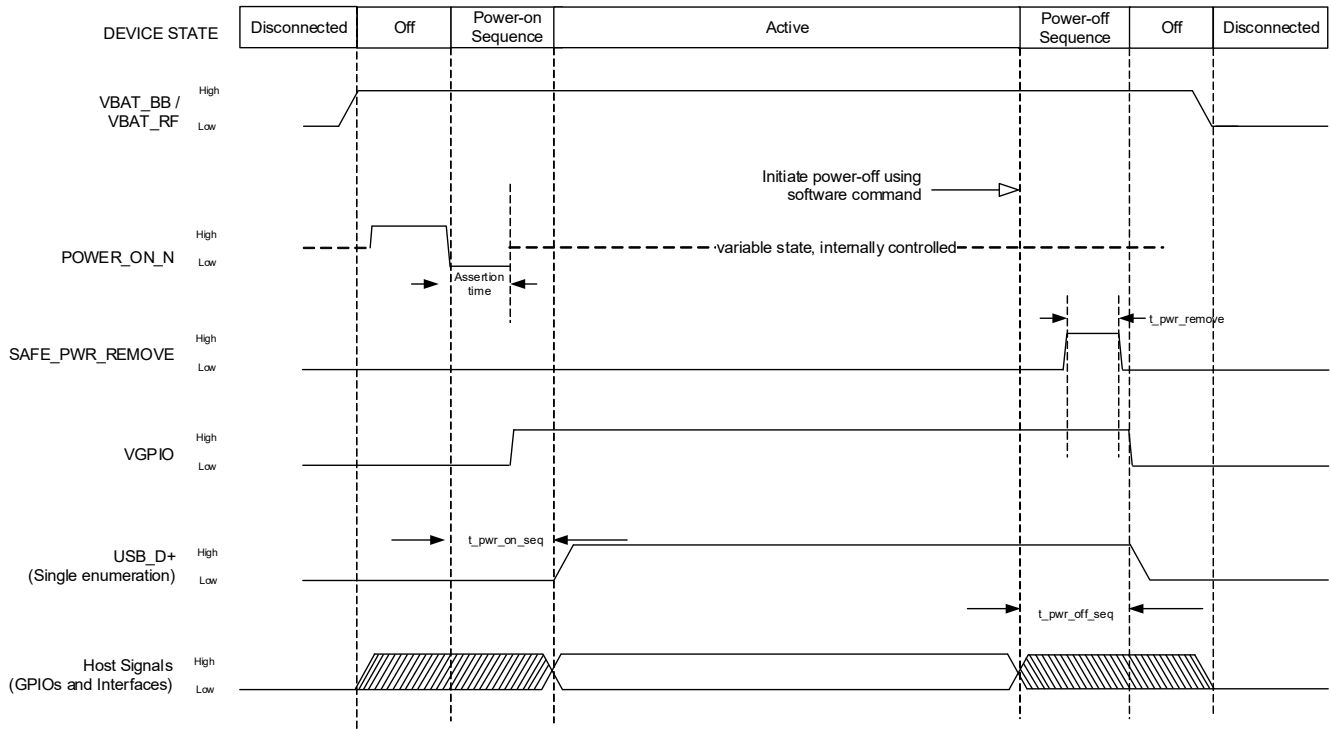 DEVICE STATE
Disconnected
Off
Power-on
Sequence
Active
Power-off
Sequence
Off
Disconnected
VBAT_BB /
VBAT_RF
High
Low
Initiate power-off using
software command
POWER_ON_N
High
Low
variable state, internally controlled
Assertion
time
SAFE_PWR_REMOVE
High
Low
t_pwr_remove
VGPIO
High
Low
USB_D+
(Single enumeration)
High
Low
t_pwr_on_seq
t_pwr_off_seq
Host Signals
(GPIOs and Interfaces)
High
Low